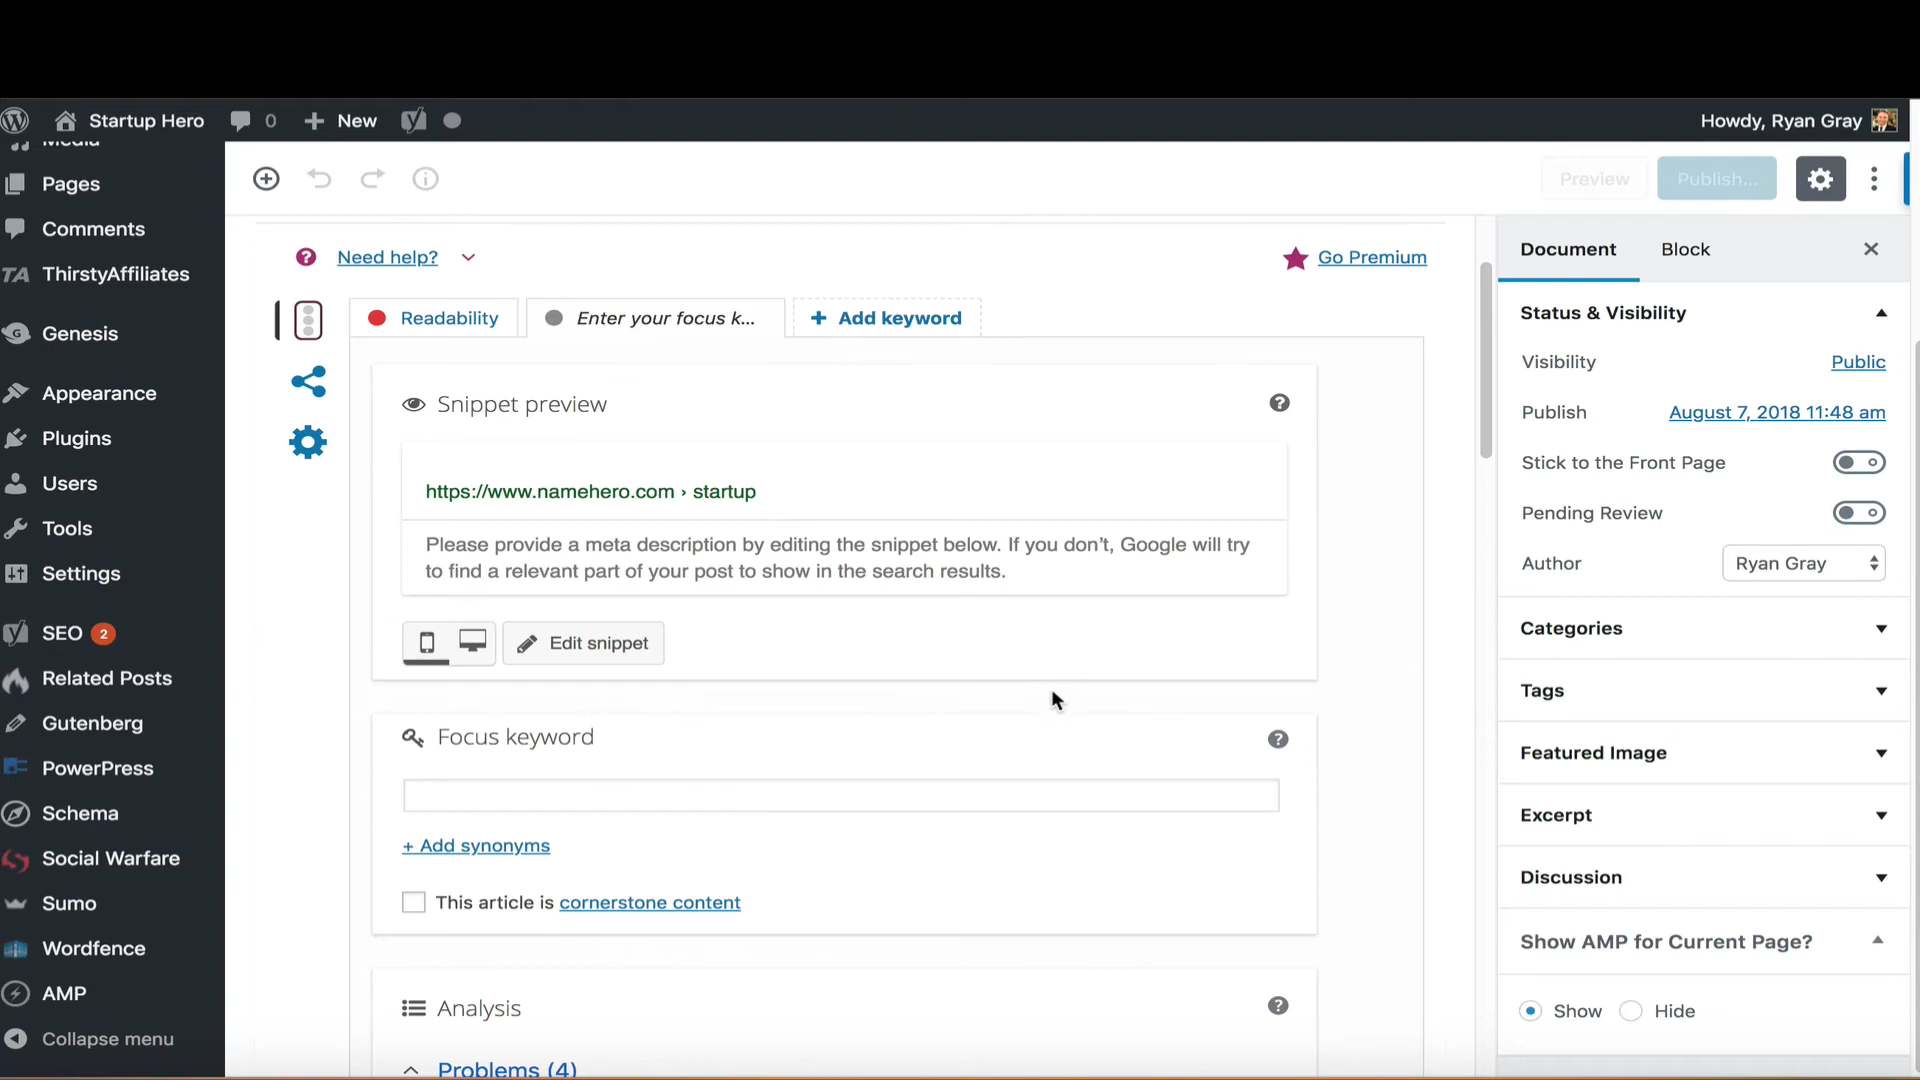 Startup Hero 0 New Howdy, Ryan Gray
Media
Pages
Comments
TA ThirstyAffiliates
Genesis
Appearance
Plugins
Users
Tools
Settings
SEO 2
Related Posts
Gutenberg
PowerPress
Schema
Social Warfare
Sumo
Wordfence
AMP
Collapse menu
Preview Publish...
Need help? Go Premium
Readability Enter your focus k... + Add keyword
Snippet preview
https://www.namehero.com › startup
Please provide a meta description by editing the snippet below. If you don't, Google will try
to find a relevant part of your post to show in the search results.
Edit snippet
Focus keyword
+ Add synonyms
This article is cornerstone content
Analysis
Problems (4)
Document Block
Status & Visibility
Visibility Public
Publish August 7, 2018 11:48 am
Stick to the Front Page
Pending Review
Author Ryan Gray
Categories
Tags
Featured Image
Excerpt
Discussion
Show AMP for Current Page?
Show Hide